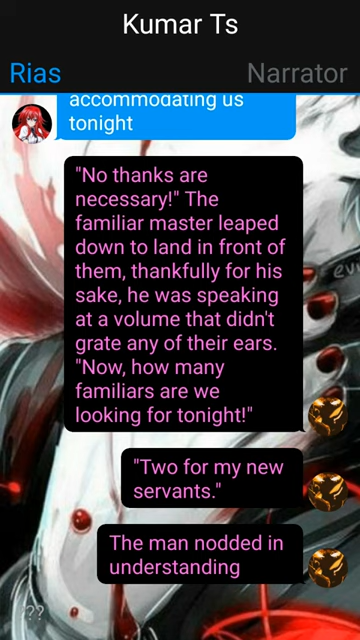 Kumar Ts
Rias
Narrator
accommodating us
tonight
"No thanks are
necessary!" The
familiar master leaped
down to land in front of
them, thankfully for his
sake, he was speaking
at a volume that didn't
grate any of their ears.
"Now, how many
familiars are we
looking for tonight!"
"Two for my new
servants."
The man nodded in
understanding
??